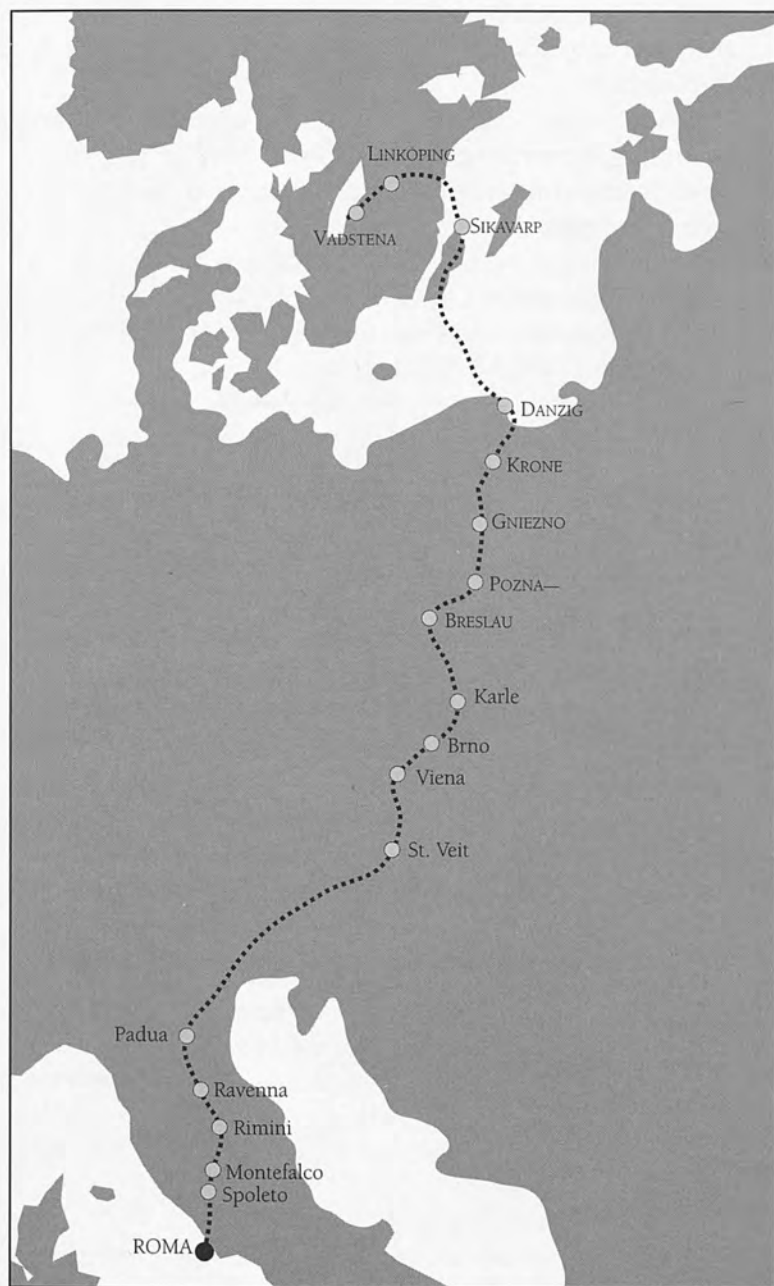 LINKÖPING
VADSTENA
SIKAVARP
DANZIG
KRONE
GNIEZNO
POZNA—
BRESLAU
Karle
Brno
Viena
St. Veit
Padua
Ravenna
Rimini
Montefalco
Spoleto
ROMA